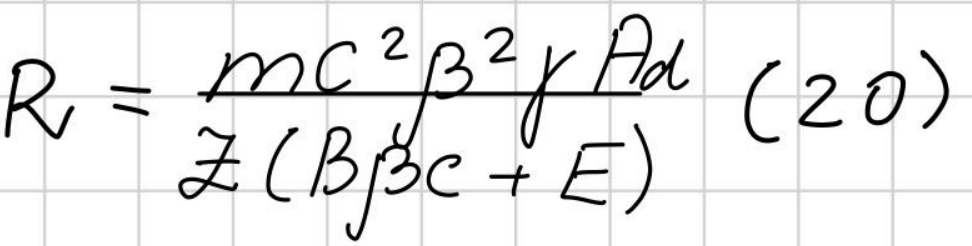 R = mc²β²γAd / Z(Bβc + E) (20)